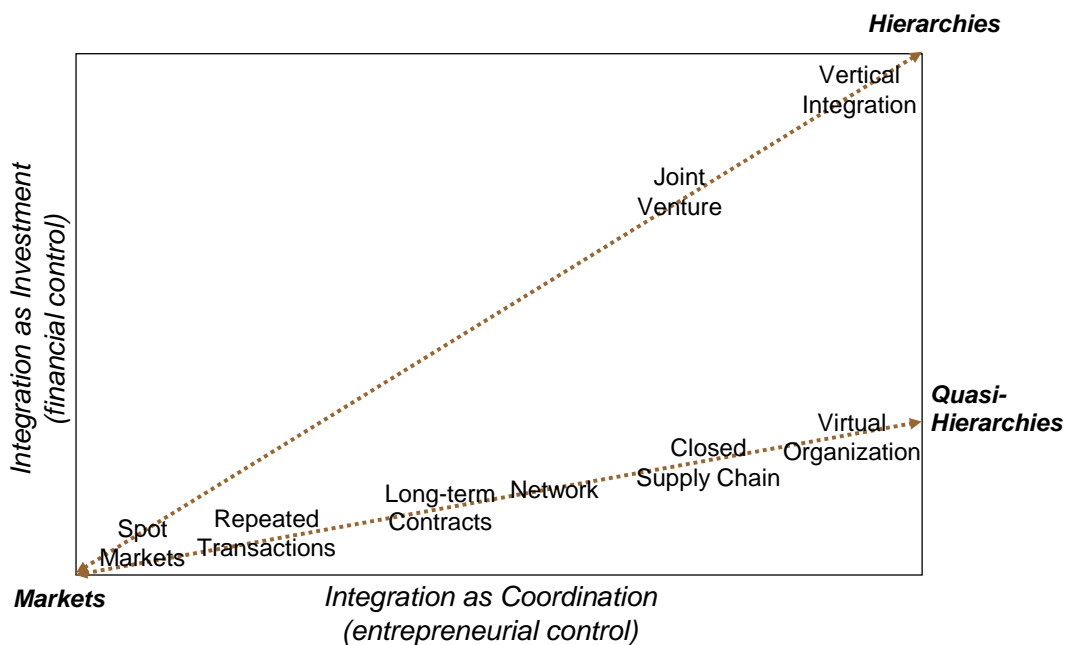 Hierarchies
Vertical
Integration
Joint
Venture
Integration as Investment
(financial control)
Quasi-
Hierarchies
Virtual
Organization
Closed
Supply Chain
Network
Long-term
Contracts
Repeated
Transactions
Spot
Markets
Markets
Integration as Coordination
(entrepreneurial control)